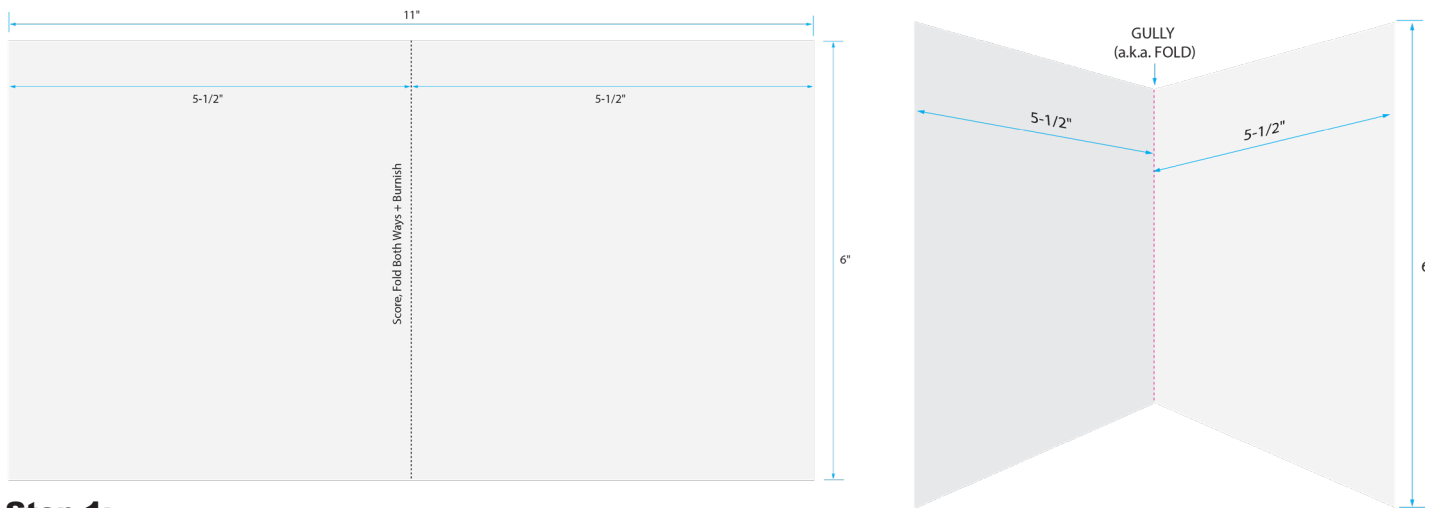 11"
5-1/2"
5-1/2"
Score, Fold Both Ways + Burnish
6"
GULLY
(a.k.a. FOLD)
5-1/2"
5-1/2"
Step 1: